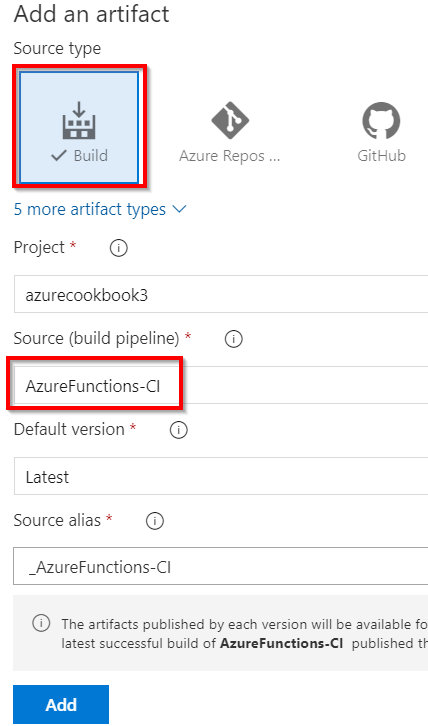 Add an artifact
Source type
Build
Azure Repos ...
GitHub
5 more artifact types
Project *
azurecookbook3
Source (build pipeline) *
AzureFunctions-CI
Default version *
Latest
Source alias *
_AzureFunctions-CI
The artifacts published by each version will be available fo
latest successful build of AzureFunctions-CI published th
Add